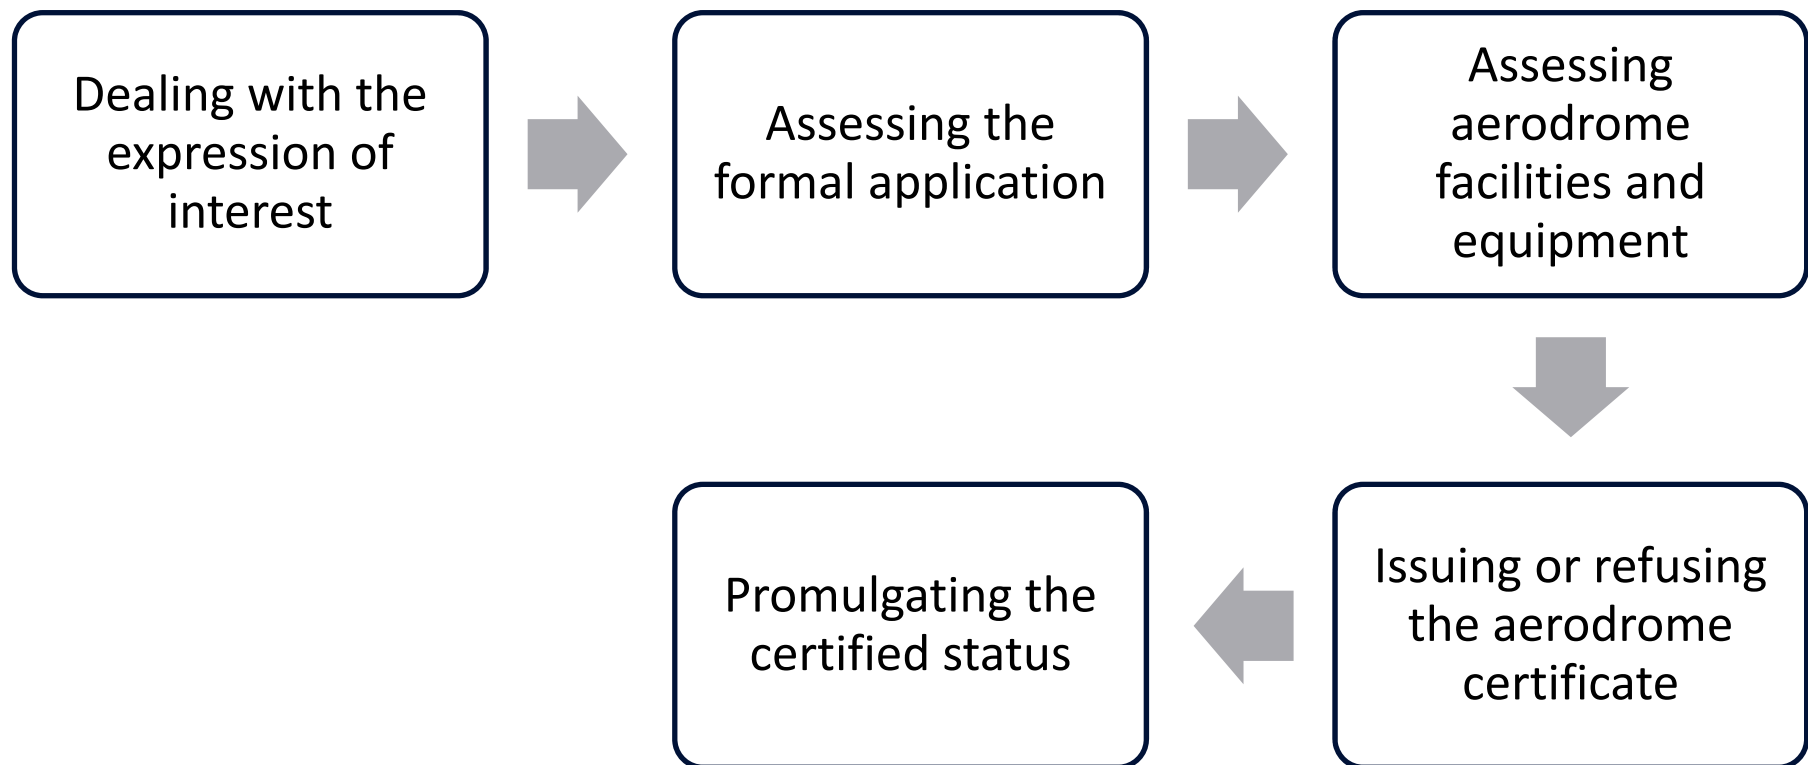 Dealing with the
expression of
interest
Assessing the
formal application
Assessing
aerodrome
facilities and
equipment
Issuing or refusing
the aerodrome
certificate
Promulgating the
certified status